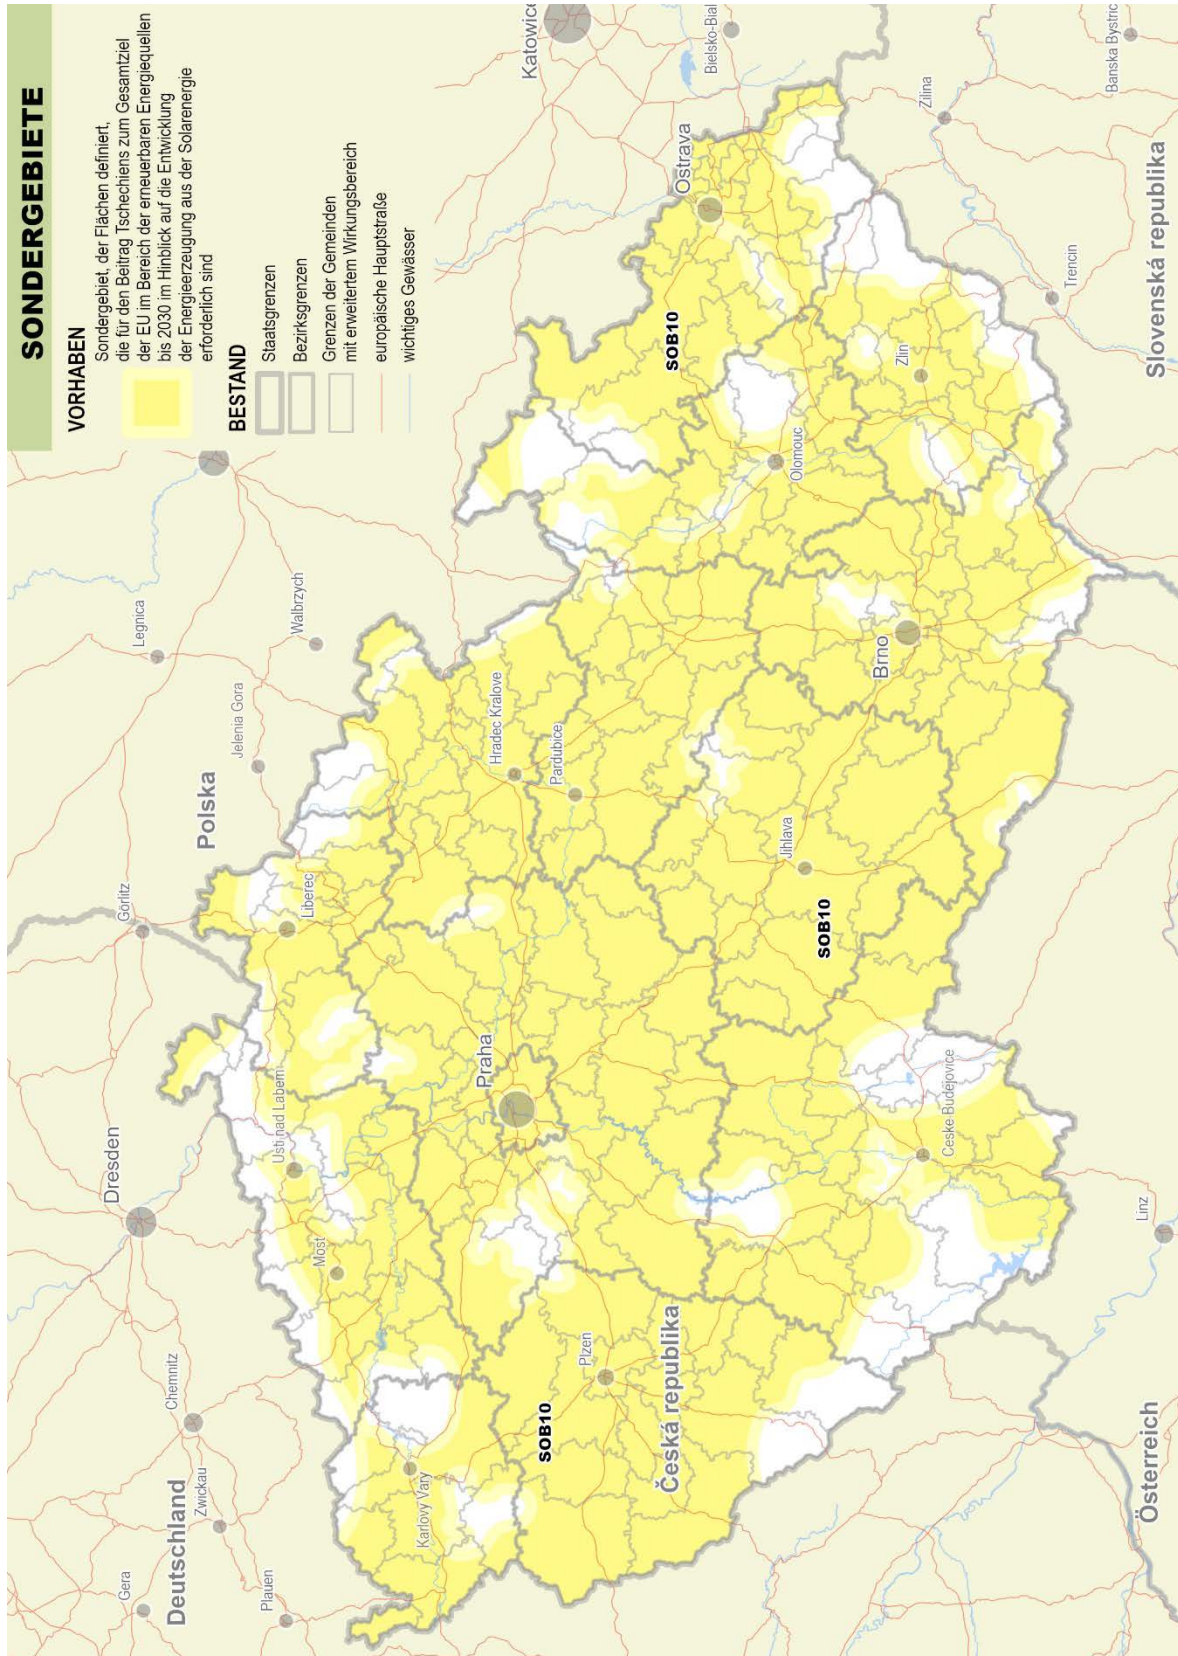 SONDERGEBIETE
VORHABEN
Sondergebiet, der Flächen definiert,
die für den Beitrag Tschechiens zum Gesamtziel
der EU im Bereich der erneuerbaren Energiequellen
bis 2030 im Hinblick auf die Entwicklung
der Energieerzeugung aus der Solarenergie
erforderlich sind
BESTAND
Staatsgrenzen
Bezirksgrenzen
Grenzen der Gemeinden
mit erweitertem Wirkungsbereich
europäische Hauptstraße
wichtiges Gewässer
Gera
Plauen
Zwickau
Deutschland
Chemnitz
Dresden
Görlitz
Polska
Jelenia Gora
Legnica
Walbrzych
Katowice
Bielsko-Bial
Karlovy Vary
Most
Usti nad Labem
Liberec
Praha
Hradec Kralove
Pardubice
Ostrava
SOB10
Plzen
SOB10
Česká republika
Olomouc
Jihlava
SOB10
Brno
Zlin
Ceske Budejovice
Zilina
Banska Bystric
Trencin
Slovenská republika
Linz
Österreich